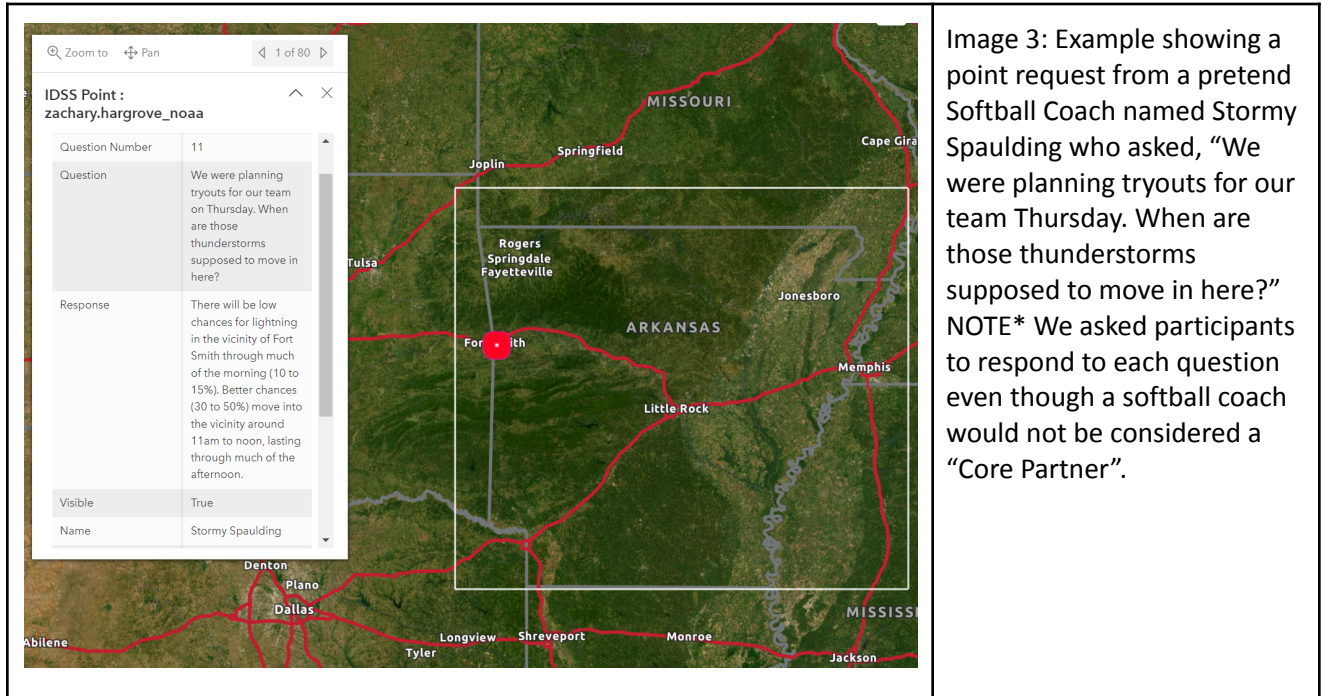 Zoom to Pan 1 of 80
IDSS Point :
zachary.hargrove_noaa
Question Number 11
Question We were planning
tryouts for our team
on Thursday. When
are those
thunderstorms
supposed to move in
here?
Response There will be low
chances for lightning
in the vicinity of Fort
Smith through much
of the morning (10 to
15%). Better chances
(30 to 50%) move into
the vicinity around
11am to noon, lasting
through much of the
afternoon.
Visible True
Name Stormy Spaulding
MISSOURI
Cape Gira
Springfield
Joplin
Rogers
Springdale
Fayetteville
Tulsa
Jonesboro
ARKANSAS
For ith
Memphis
Little Rock
Denton
Plano
Dallas
MISSISS
Abilene
Longview Shreveport Monroe
Tyler
Jackson
Image 3: Example showing a
point request from a pretend
Softball Coach named Stormy
Spaulding who asked, “We
were planning tryouts for our
team Thursday. When are
those thunderstorms
supposed to move in here?”
NOTE* We asked participants
to respond to each question
even though a softball coach
would not be considered a
“Core Partner”.